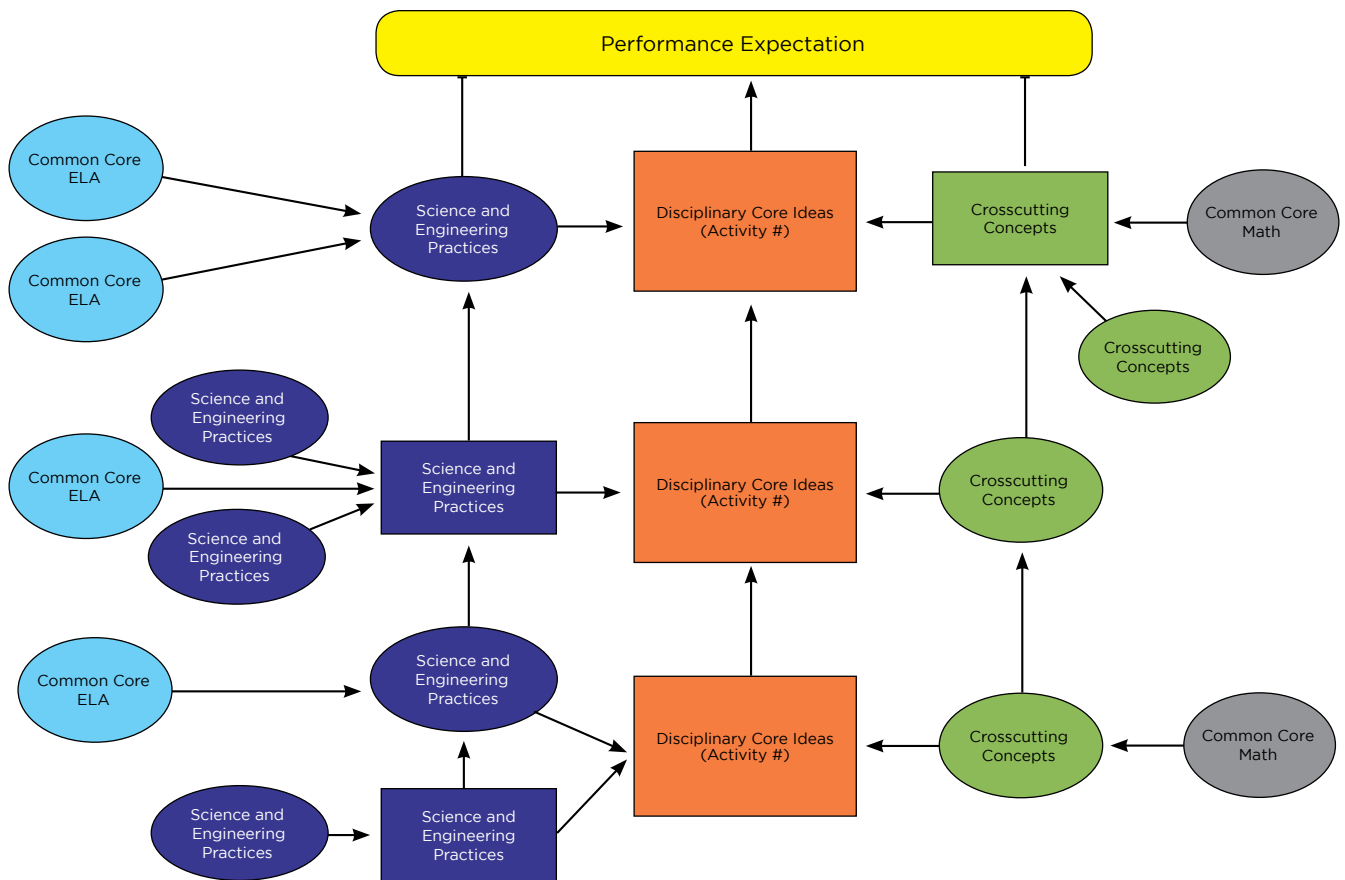 Performance Expectation
Common Core
ELA
Science and
Engineering
Practices
Disciplinary Core Ideas
(Activity #)
Crosscutting
Concepts
Common Core
Math
Common Core
ELA
Crosscutting
Concepts
Science and
Engineering
Practices
Common Core
ELA
Science and
Engineering
Practices
Disciplinary Core Ideas
(Activity #)
Crosscutting
Concepts
Science and
Engineering
Practices
Common Core
ELA
Science and
Engineering
Practices
Disciplinary Core Ideas
(Activity #)
Crosscutting
Concepts
Common Core
Math
Science and
Engineering
Practices
Science and
Engineering
Practices